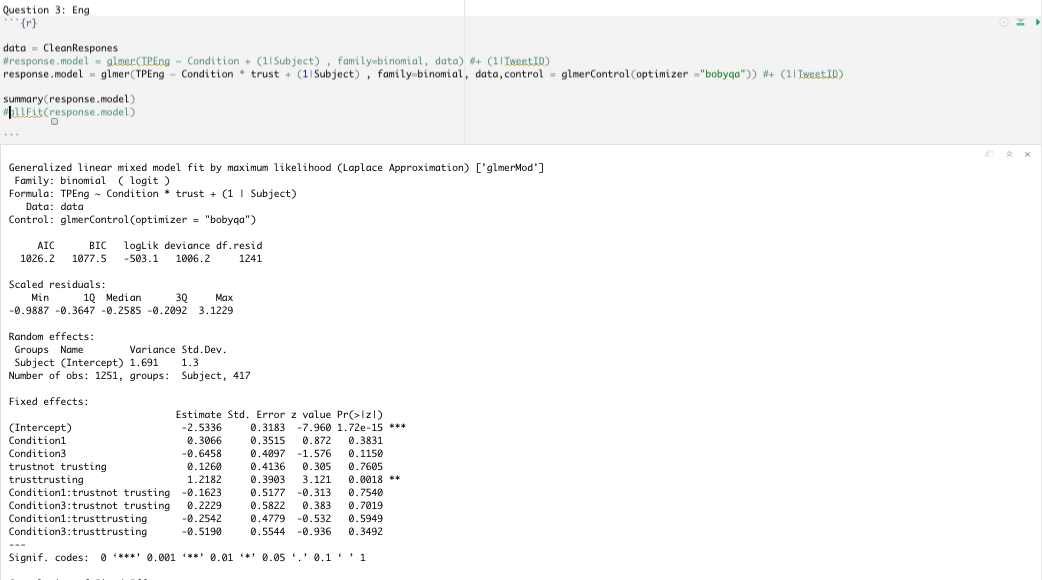 Question 3: Eng
```{r}
data = CleanRespones
#response.model = glmer(TPEng ~ Condition + (1|Subject) , family=binomial, data) #+ (1|TweetID)
response.model = glmer(TPEng ~ Condition * trust + (1|Subject) , family=binomial, data,control = glmerControl(optimizer ="bobyqa")) #+ (1|TweetID)
summary(response.model)
#allFit(response.model)
```
Generalized linear mixed model fit by maximum likelihood (Laplace Approximation) ['glmerMod']
Family: binomial  ( logit )
Formula: TPEng ~ Condition * trust + (1 | Subject)
Data: data
Control: glmerControl(optimizer = "bobyqa")
AIC      BIC   logLik deviance df.resid
1026.2   1077.5   -503.1   1006.2     1241
Scaled residuals:
Min      1Q  Median      3Q     Max
-0.9887 -0.3647 -0.2585 -0.2092  3.1229
Random effects:
Groups  Name        Variance Std.Dev.
Subject (Intercept) 1.691    1.3
Number of obs: 1251, groups:  Subject, 417
Fixed effects:
Estimate Std. Error z value Pr(>|z|)
(Intercept)                -2.5336     0.3183  -7.960 1.72e-15 ***
Condition1                  0.3066     0.3515   0.872   0.3831
Condition3                 -0.6458     0.4097  -1.576   0.1150
trustnot trusting           0.1260     0.4136   0.305   0.7605
trusttrusting               1.2182     0.3903   3.121   0.0018 **
Condition1:trustnot trusting -0.1623     0.5177  -0.313   0.7540
Condition3:trustnot trusting  0.2229     0.5822   0.383   0.7019
Condition1:trusttrusting   -0.2542     0.4779  -0.532   0.5949
Condition3:trusttrusting   -0.5190     0.5544  -0.936   0.3492
---
Signif. codes:  0 ‘***’ 0.001 ‘**’ 0.01 ‘*’ 0.05 ‘.’ 0.1 ‘ ’ 1